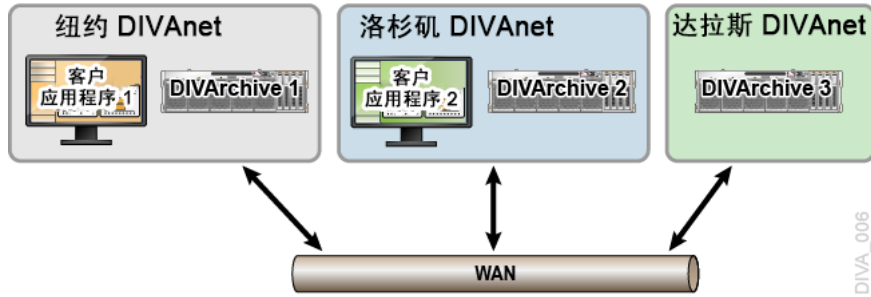 纽约 DIVAnet
客户
应用程序 1
DIVArchive 1
洛杉矶 DIVAnet
客户
应用程序 2
DIVArchive 2
达拉斯 DIVAnet
DIVArchive 3
WAN
DIVA_006